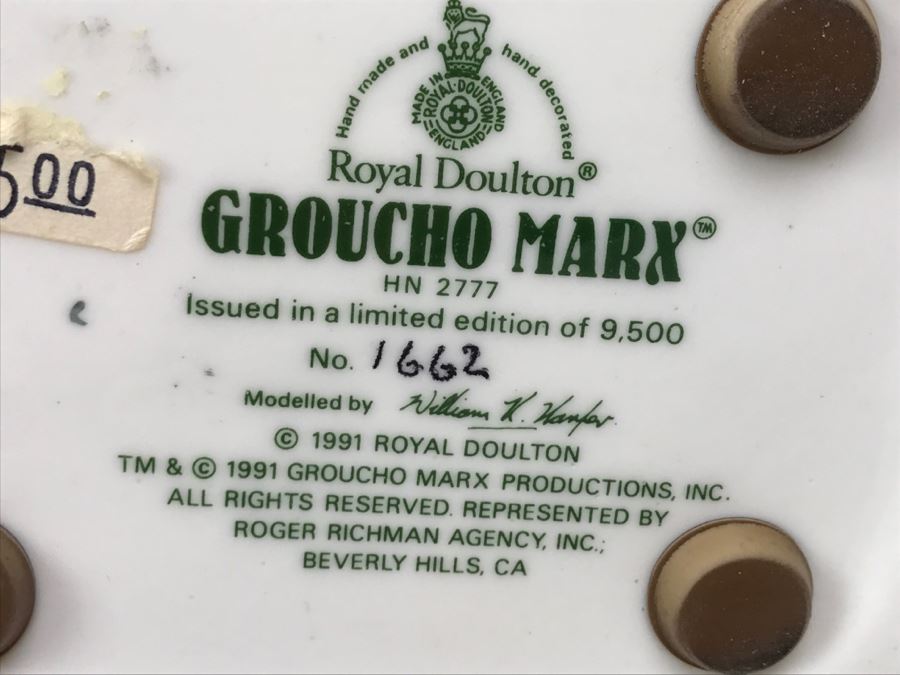 Hand made and hand decorated
MADE IN ENGLAND
ROYAL·DOULTON
ENGLAND
Royal Doulton®
GROUCHO MARX™
HN 2777
Issued in a limited edition of 9,500
No. 1662
Modelled by William K. Harper
© 1991 ROYAL DOULTON
TM & © 1991 GROUCHO MARX PRODUCTIONS, INC.
ALL RIGHTS RESERVED. REPRESENTED BY
ROGER RICHMAN AGENCY, INC.;
BEVERLY HILLS, CA
500